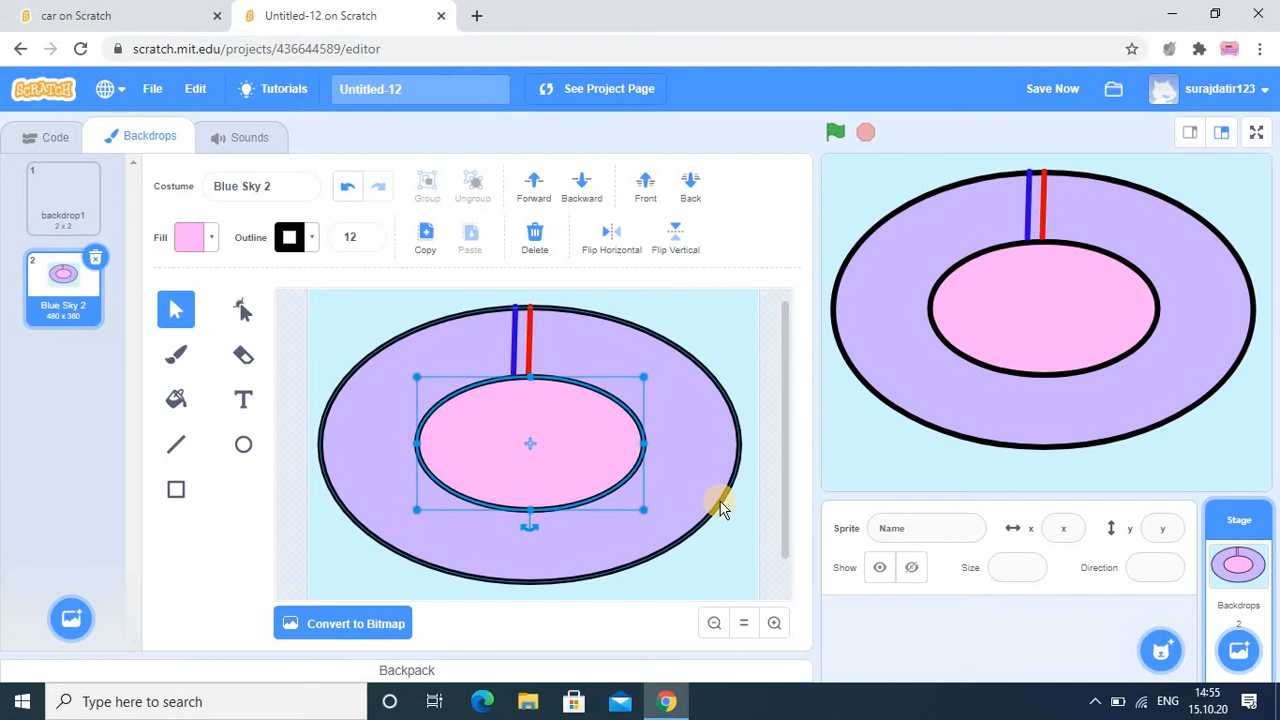 car on Scratch
Untitled-12 on Scratch
scratch.mit.edu/projects/436644589/editor
SCRATCH
File
Edit
Tutorials
Untitled-12
See Project Page
Save Now
surajdatir123
Code
Backdrops
Sounds
1
backdrop1
2 x 2
2
Blue Sky 2
480 x 360
Costume
Blue Sky 2
Group
Ungroup
Forward
Backward
Front
Back
Fill
Outline
12
Copy
Paste
Delete
Flip Horizontal
Flip Vertical
T
Convert to Bitmap
Backpack
Sprite
Name
x
x
y
y
Show
Size
Direction
Stage
Backdrops
2
Type here to search
ENG
14:55
15.10.20